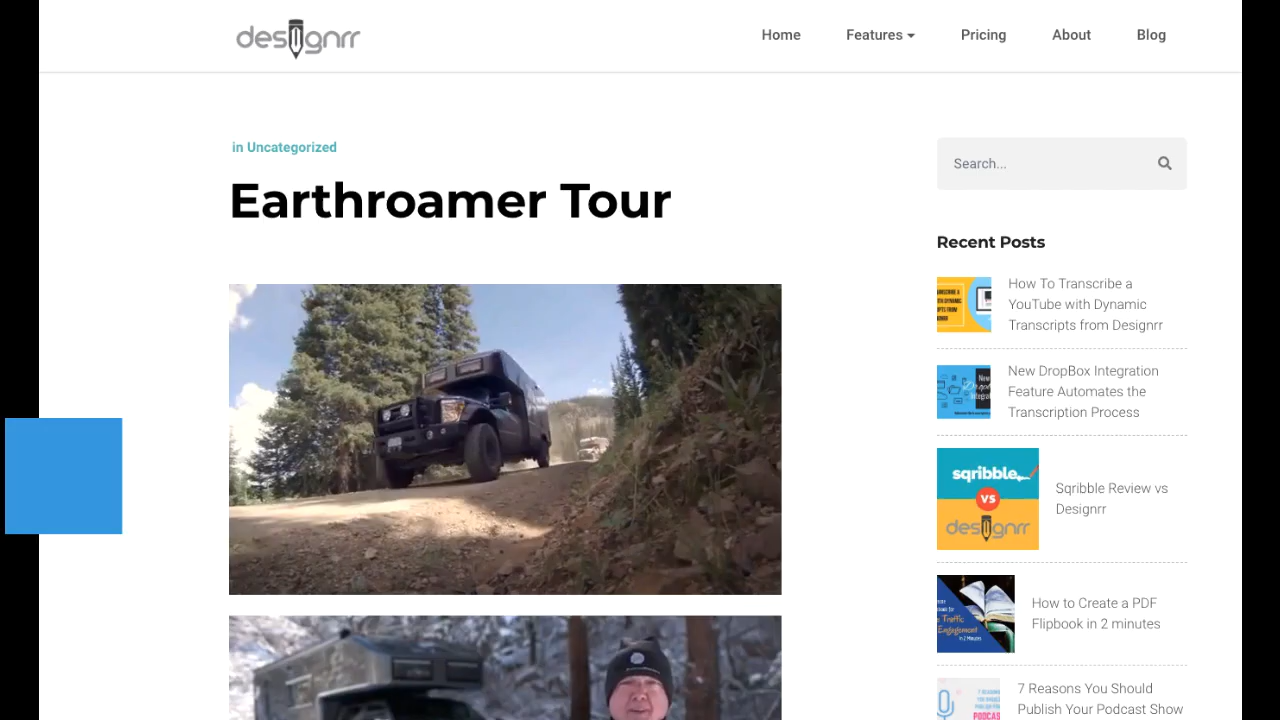 designrr
Home
Features
Pricing
About
Blog
in Uncategorized
Earthroamer Tour
Search...
Recent Posts
How To Transcribe a
YouTube with Dynamic
Transcripts from Designrr
New DropBox Integration
Feature Automates the
Transcription Process
sqribble
VS
designrr
Sqribble Review vs
Designrr
How to Create a PDF
Flipbook in 2 minutes
7 Reasons You Should
Publish Your Podcast Show